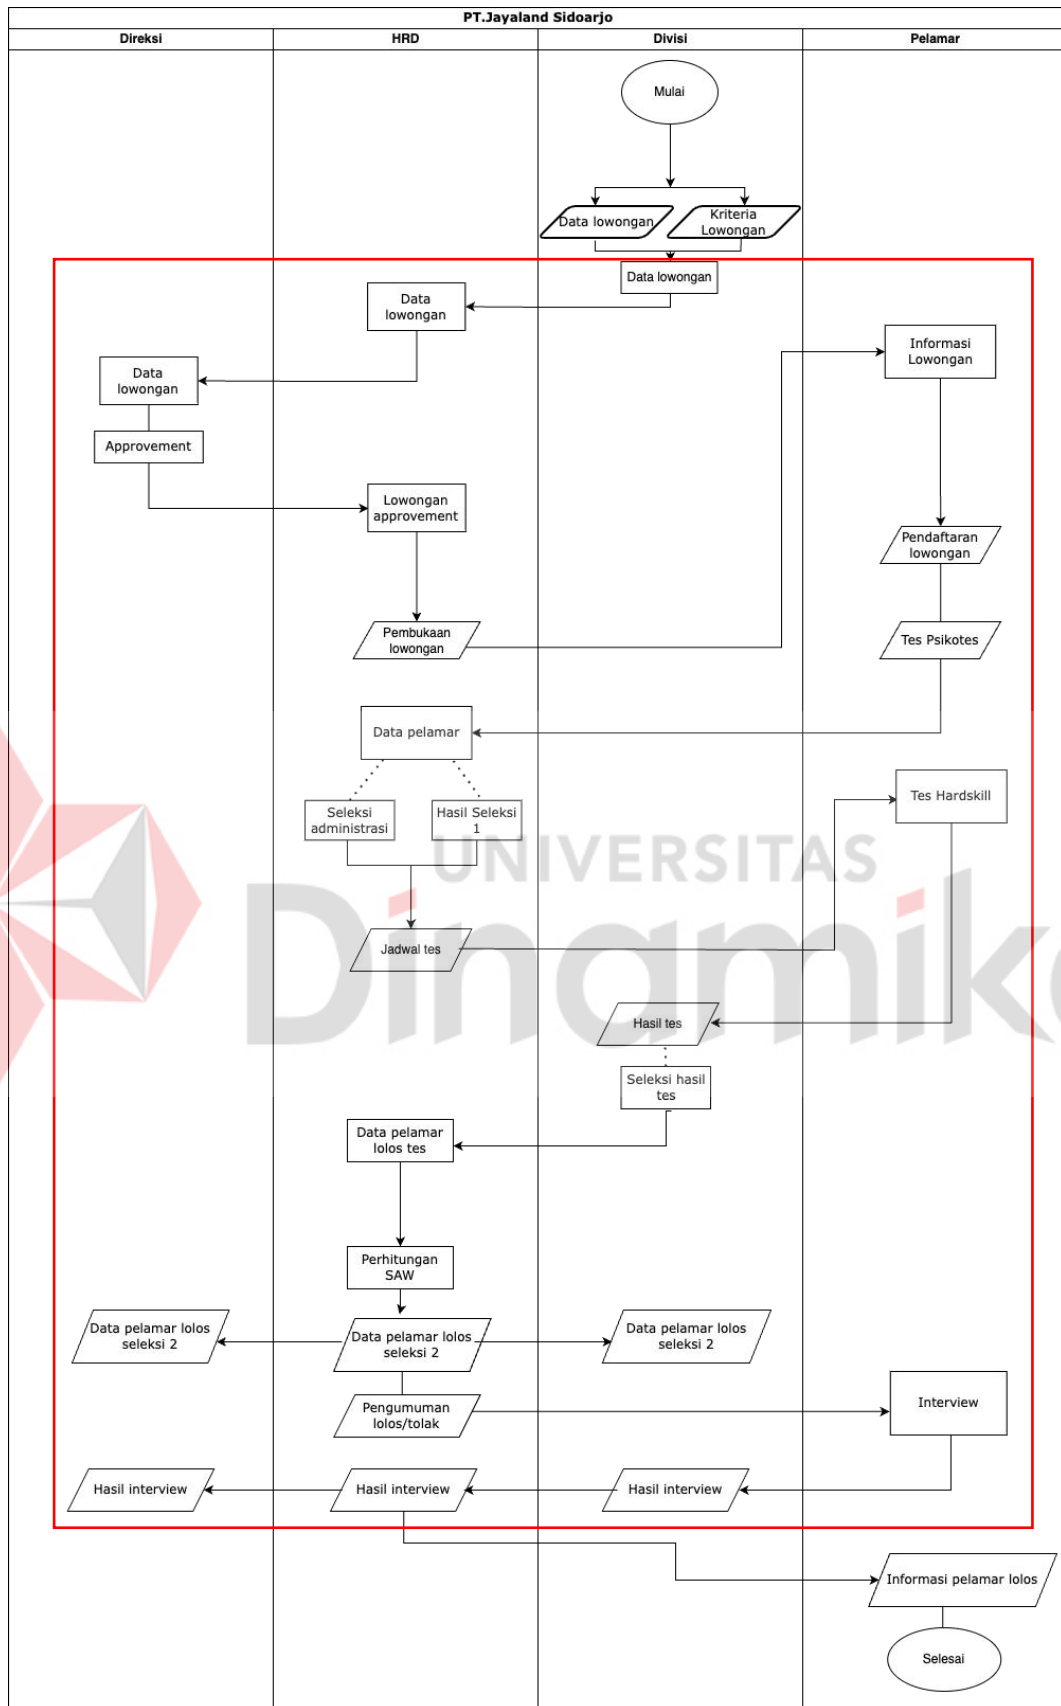 PT.Jayaland Sidoarjo
Direksi
HRD
Divisi
Pelamar
Mulai
Data lowongan
Kriteria
Lowongan
Data lowongan
Data
lowongan
Informasi
Lowongan
Data
lowongan
Approvement
Lowongan
approvement
Pendaftaran
lowongan
Pembukaan
lowongan
Tes Psikotes
Data pelamar
Tes Hardskill
Seleksi
administrasi
Hasil Seleksi
1
UNIVERSITAS
Dinamika
Jadwal tes
Hasil tes
Seleksi hasil
tes
Data pelamar
lolos tes
Perhitungan
SAW
Data pelamar lolos
seleksi 2
Data pelamar lolos
seleksi 2
Data pelamar lolos
seleksi 2
Pengumuman
lolos/tolak
Interview
Hasil interview
Hasil interview
Hasil interview
Informasi pelamar lolos
Selesai